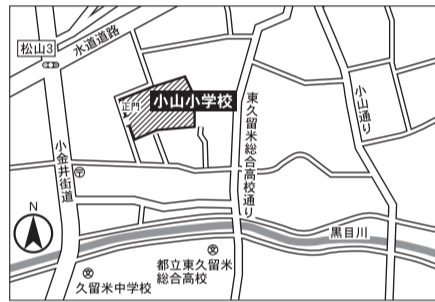 松山3
水道道路
正門
小山小学校
東久留米総合高校通り
小山通り
小金井街道
N
黒目川
都立東久留米
総合高校
久留米中学校